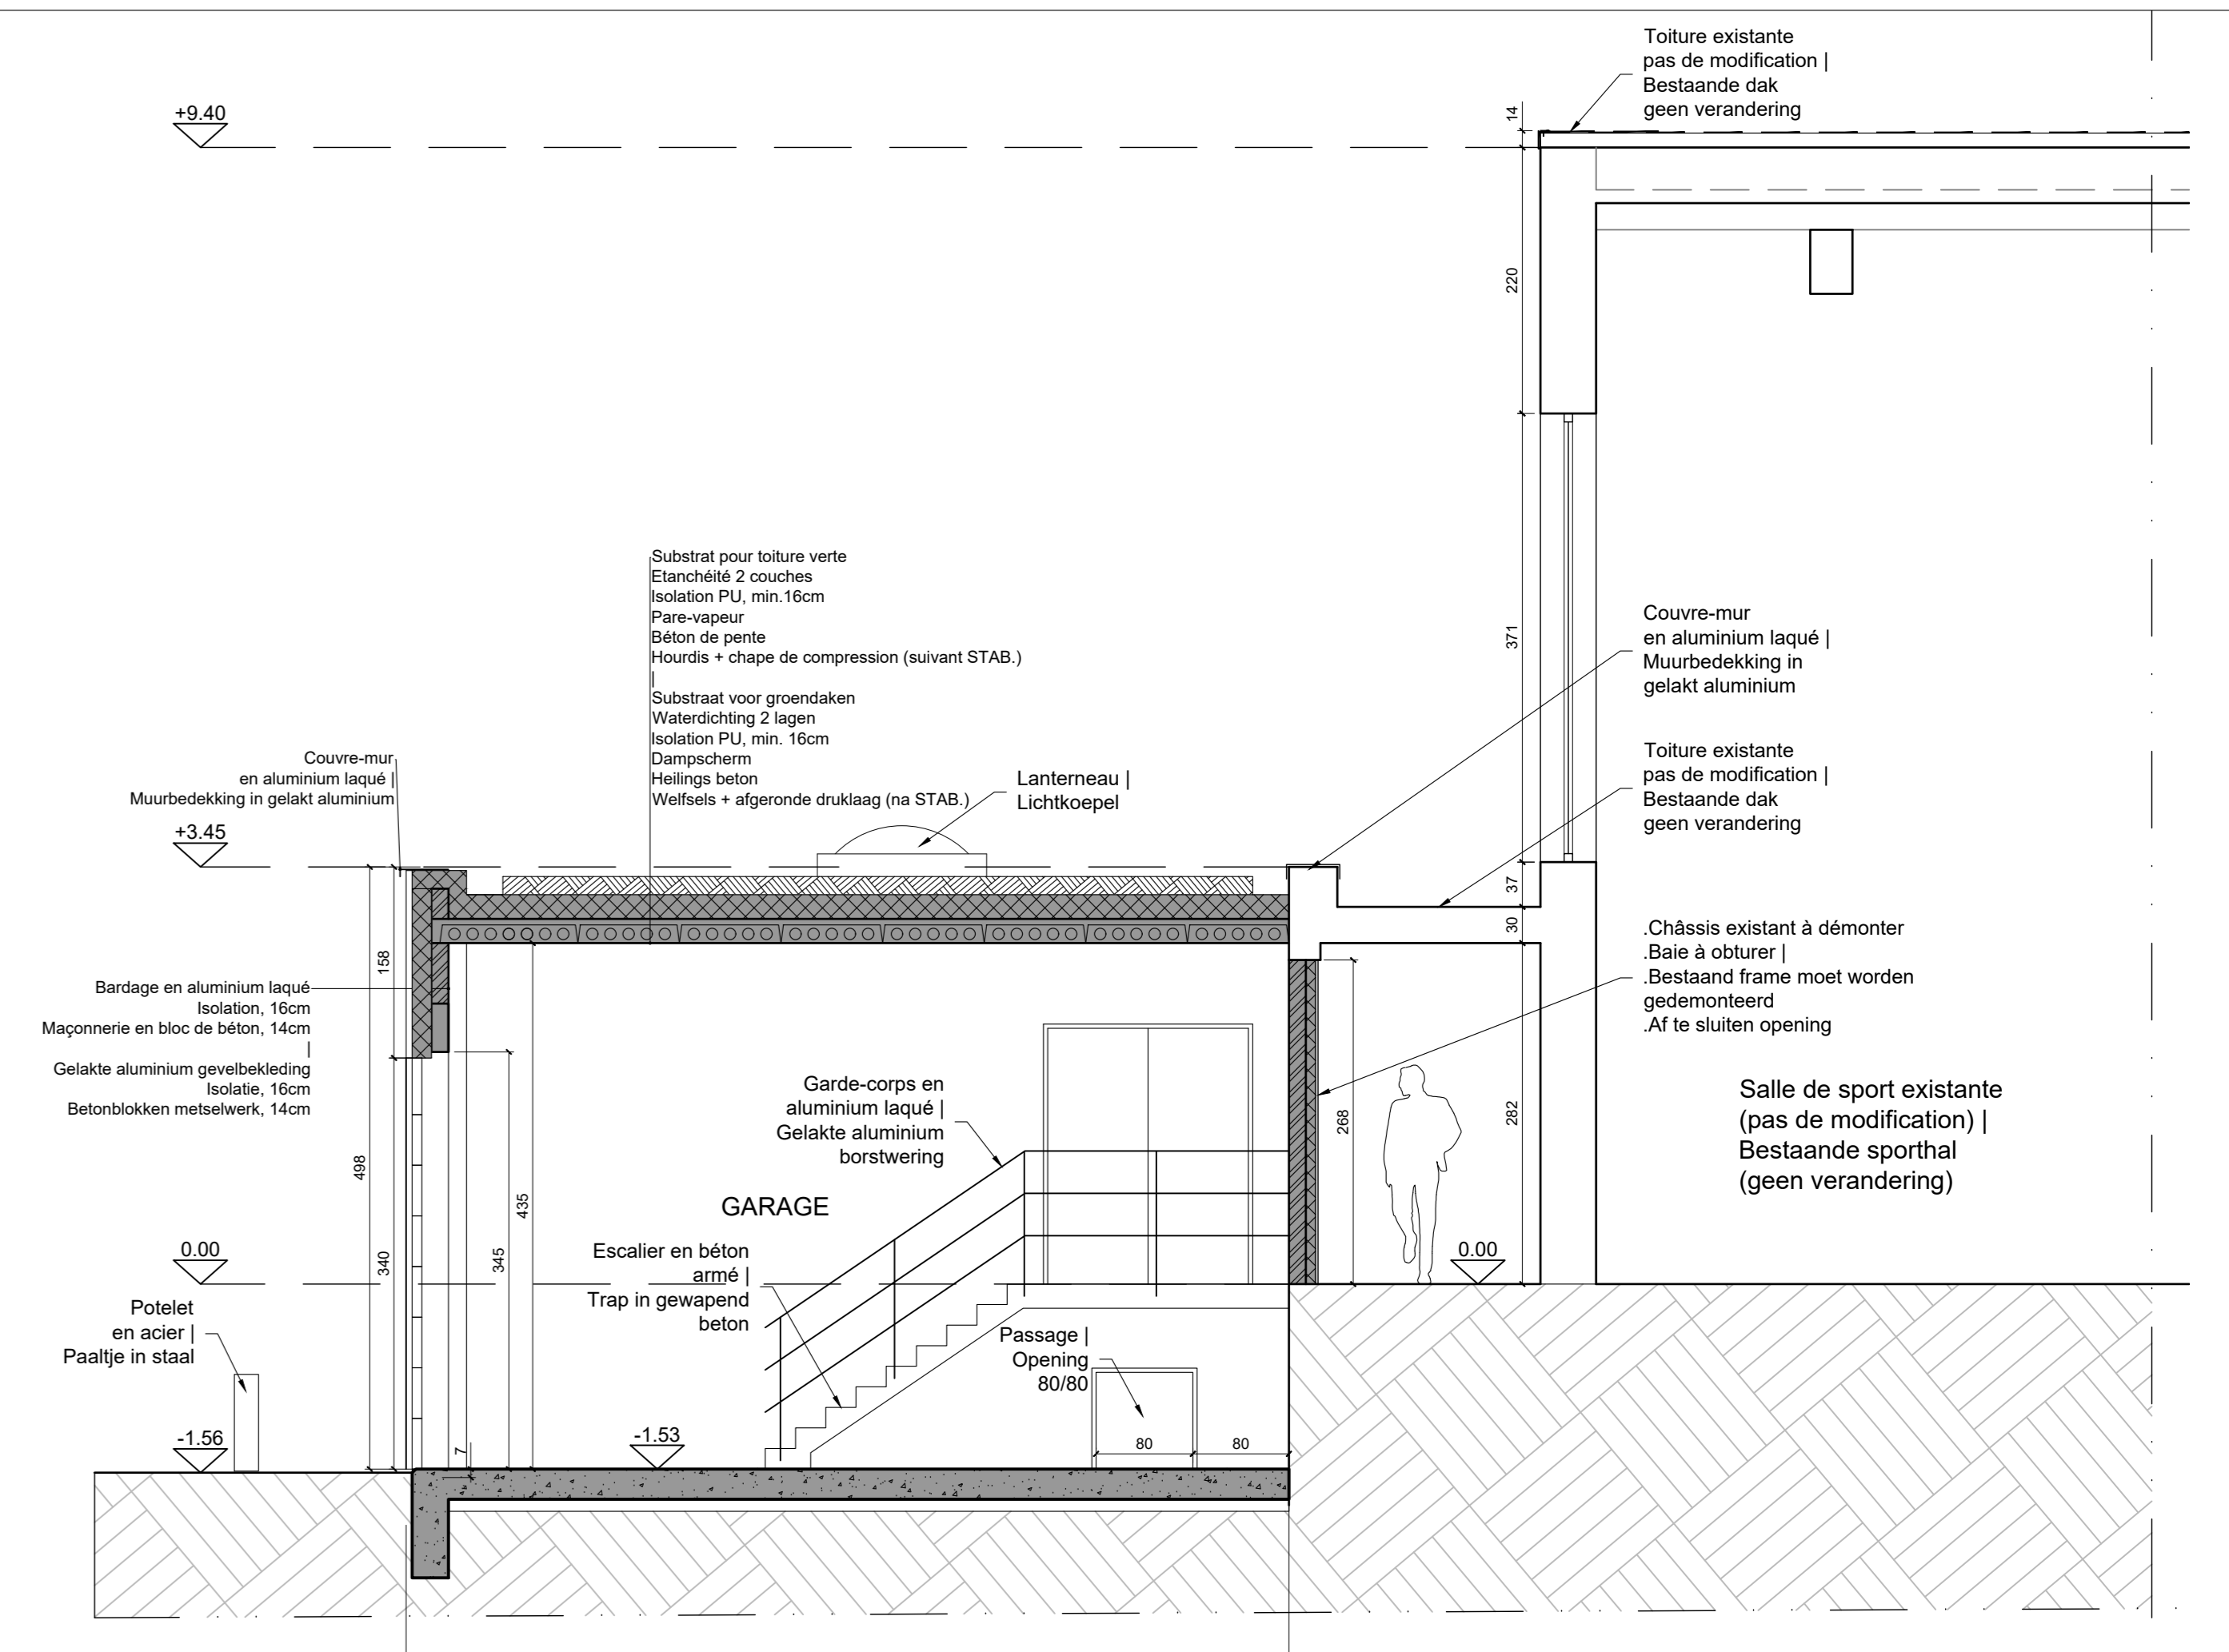 Toiture existante
pas de modification |
Bestaande dak
geen verandering
+9.40
14
220
371
37
30
282
Substrat pour toiture verte
Etanchéité 2 couches
Isolation PU, min.16cm
Pare-vapeur
Béton de pente
Hourdis + chape de compression (suivant STAB.)
|
Substraat voor groendaken
Waterdichting 2 lagen
Isolation PU, min. 16cm
Dampscherm
Heilings beton
Welfsels + afgeronde druklaag (na STAB.)
Couvre-mur
en aluminium laqué |
Muurbedekking in
gelakt aluminium
Toiture existante
pas de modification |
Bestaande dak
geen verandering
Couvre-mur
en aluminium laqué |
Muurbedekking in gelakt aluminium
Lanterneau |
Lichtkoepel
+3.45
.Châssis existant à démonter
.Baie à obturer |
.Bestaand frame moet worden
gedemonteerd
.Af te sluiten opening
158
Bardage en aluminium laqué
Isolation, 16cm
Maçonnerie en bloc de béton, 14cm
|
Gelakte aluminium gevelbekleding
Isolatie, 16cm
Betonblokken metselwerk, 14cm
Garde-corps en
aluminium laqué |
Gelakte aluminium
borstwering
268
Salle de sport existante
(pas de modification) |
Bestaande sporthal
(geen verandering)
498
340
345
435
GARAGE
0.00
0.00
Escalier en béton
armé |
Trap in gewapend
beton
Potelet
en acier |
Paaltje in staal
Passage |
Opening
80/80
-1.56
-1.53
7
80
80